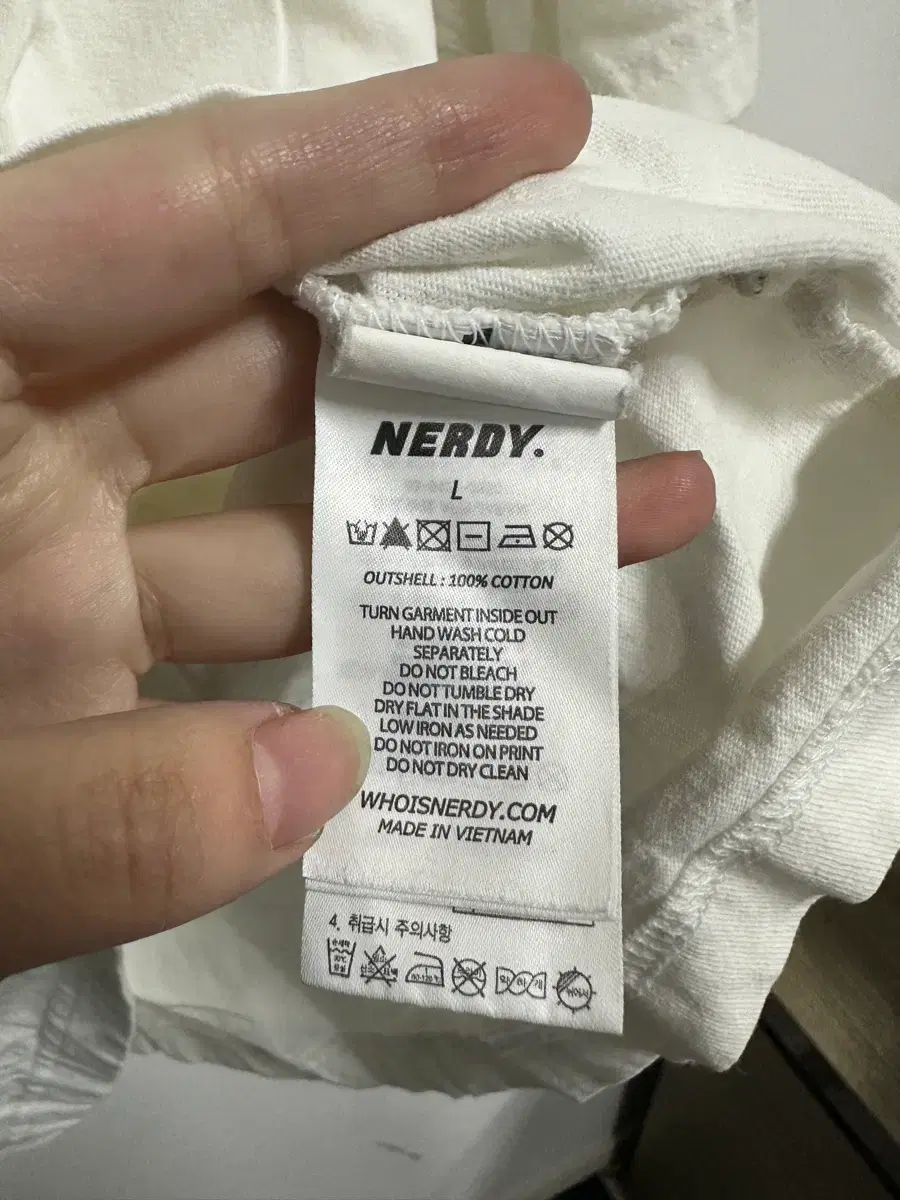 NERDY.
L
OUTSHELL : 100% COTTON
TURN GARMENT INSIDE OUT
HAND WASH COLD
SEPARATELY
DO NOT BLEACH
DO NOT TUMBLE DRY
DRY FLAT IN THE SHADE
LOW IRON AS NEEDED
DO NOT IRON ON PRINT
DO NOT DRY CLEAN
WHOISNERDY.COM
MADE IN VIETNAM
4. 취급시 주의사항